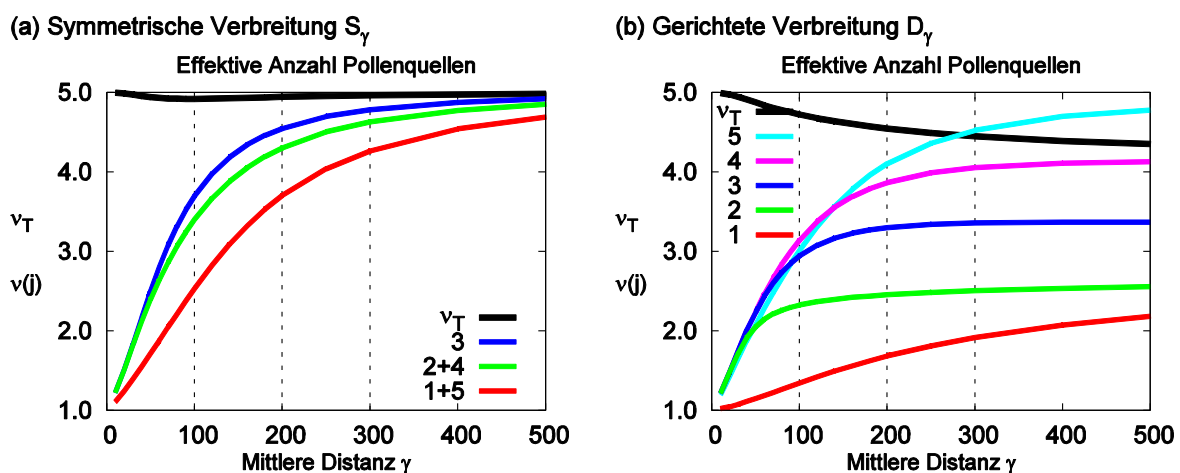 (a) Symmetrische Verbreitung Sγ
Effektive Anzahl Pollenquellen
5.0
4.0
νT
3.0
ν(j)
2.0
1.0
νT
3
2+4
1+5
0 100 200 300 400 500
Mittlere Distanz γ
(b) Gerichtete Verbreitung Dγ
Effektive Anzahl Pollenquellen
5.0
4.0
νT
3.0
ν(j)
2.0
1.0
νT
5
4
3
2
1
0 100 200 300 400 500
Mittlere Distanz γ